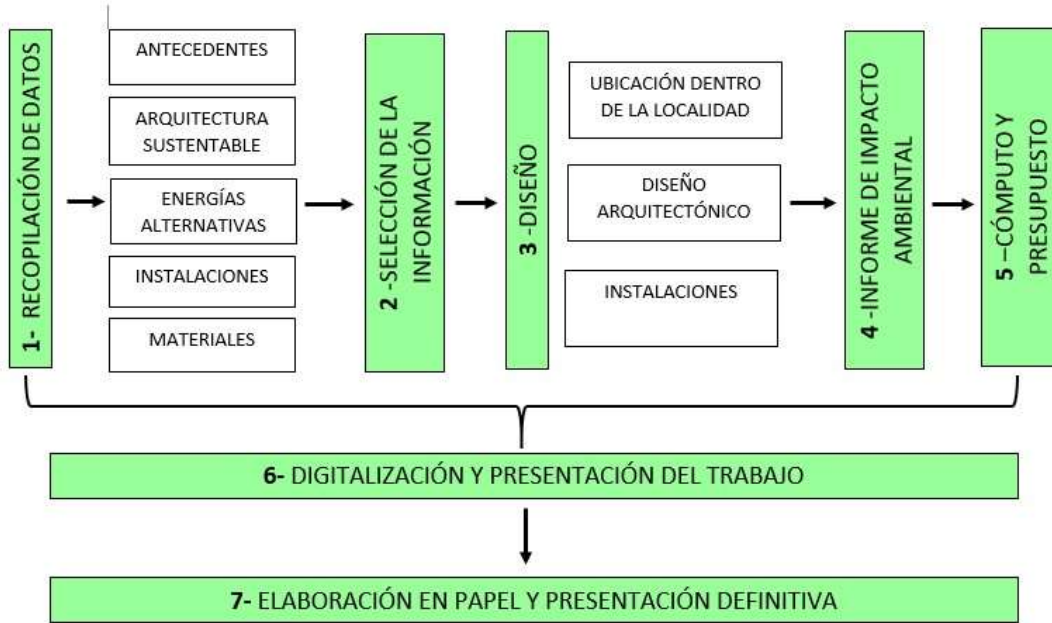 1- RECOPILACIÓN DE DATOS
ANTECEDENTES
ARQUITECTURA
SUSTENTABLE
ENERGÍAS
ALTERNATIVAS
INSTALACIONES
MATERIALES
2 -SELECCIÓN DE LA
INFORMACIÓN
3 -DISEÑO
UBICACIÓN DENTRO
DE LA LOCALIDAD
DISEÑO
ARQUITECTÓNICO
INSTALACIONES
4 -INFORME DE IMPACTO
AMBIENTAL
5 –CÓMPUTO Y
PRESUPUESTO
6- DIGITALIZACIÓN Y PRESENTACIÓN DEL TRABAJO
7- ELABORACIÓN EN PAPEL Y PRESENTACIÓN DEFINITIVA